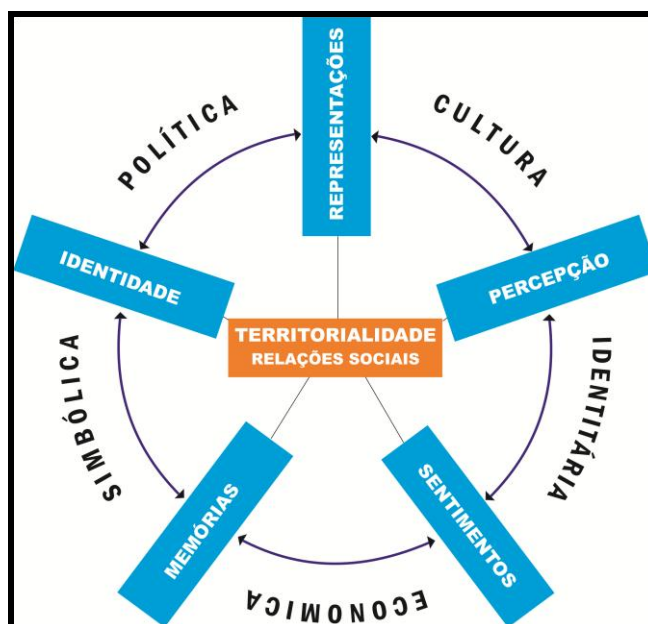 REPRESENTAÇÕES
POLÍTICA
CULTURA
IDENTIDADE
PERCEPÇÃO
TERRITORIALIDADE
RELAÇÕES SOCIAIS
SIMBÓLICA
IDENTITÁRIA
MEMÓRIAS
SENTIMENTOS
ECONOMICA